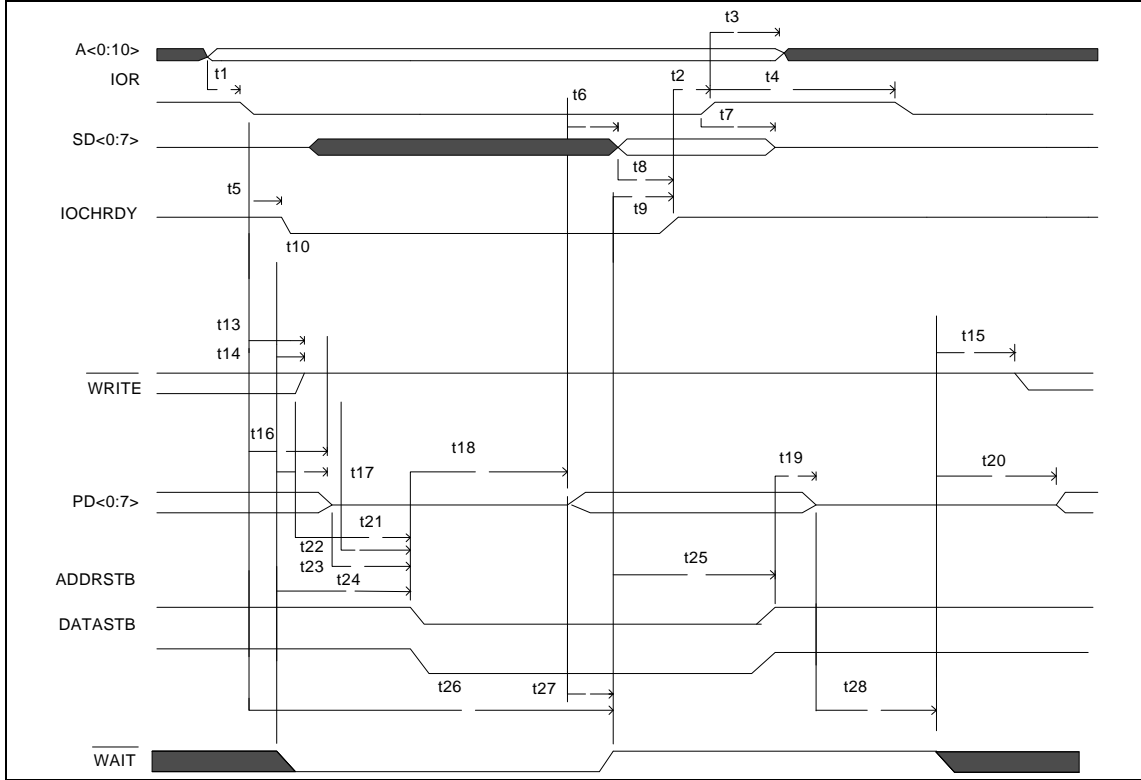 t3
A<0:10>
IOR
t1
t2
t4
t6
t7
SD<0:7>
t8
t5
t9
IOCHRDY
t10
t13
t14
t15
WRITE
t16
t18
t17
t19
t20
PD<0:7>
t21
t22
t23
t25
ADDRSTB
t24
DATASTB
t26
t27
t28
WAIT